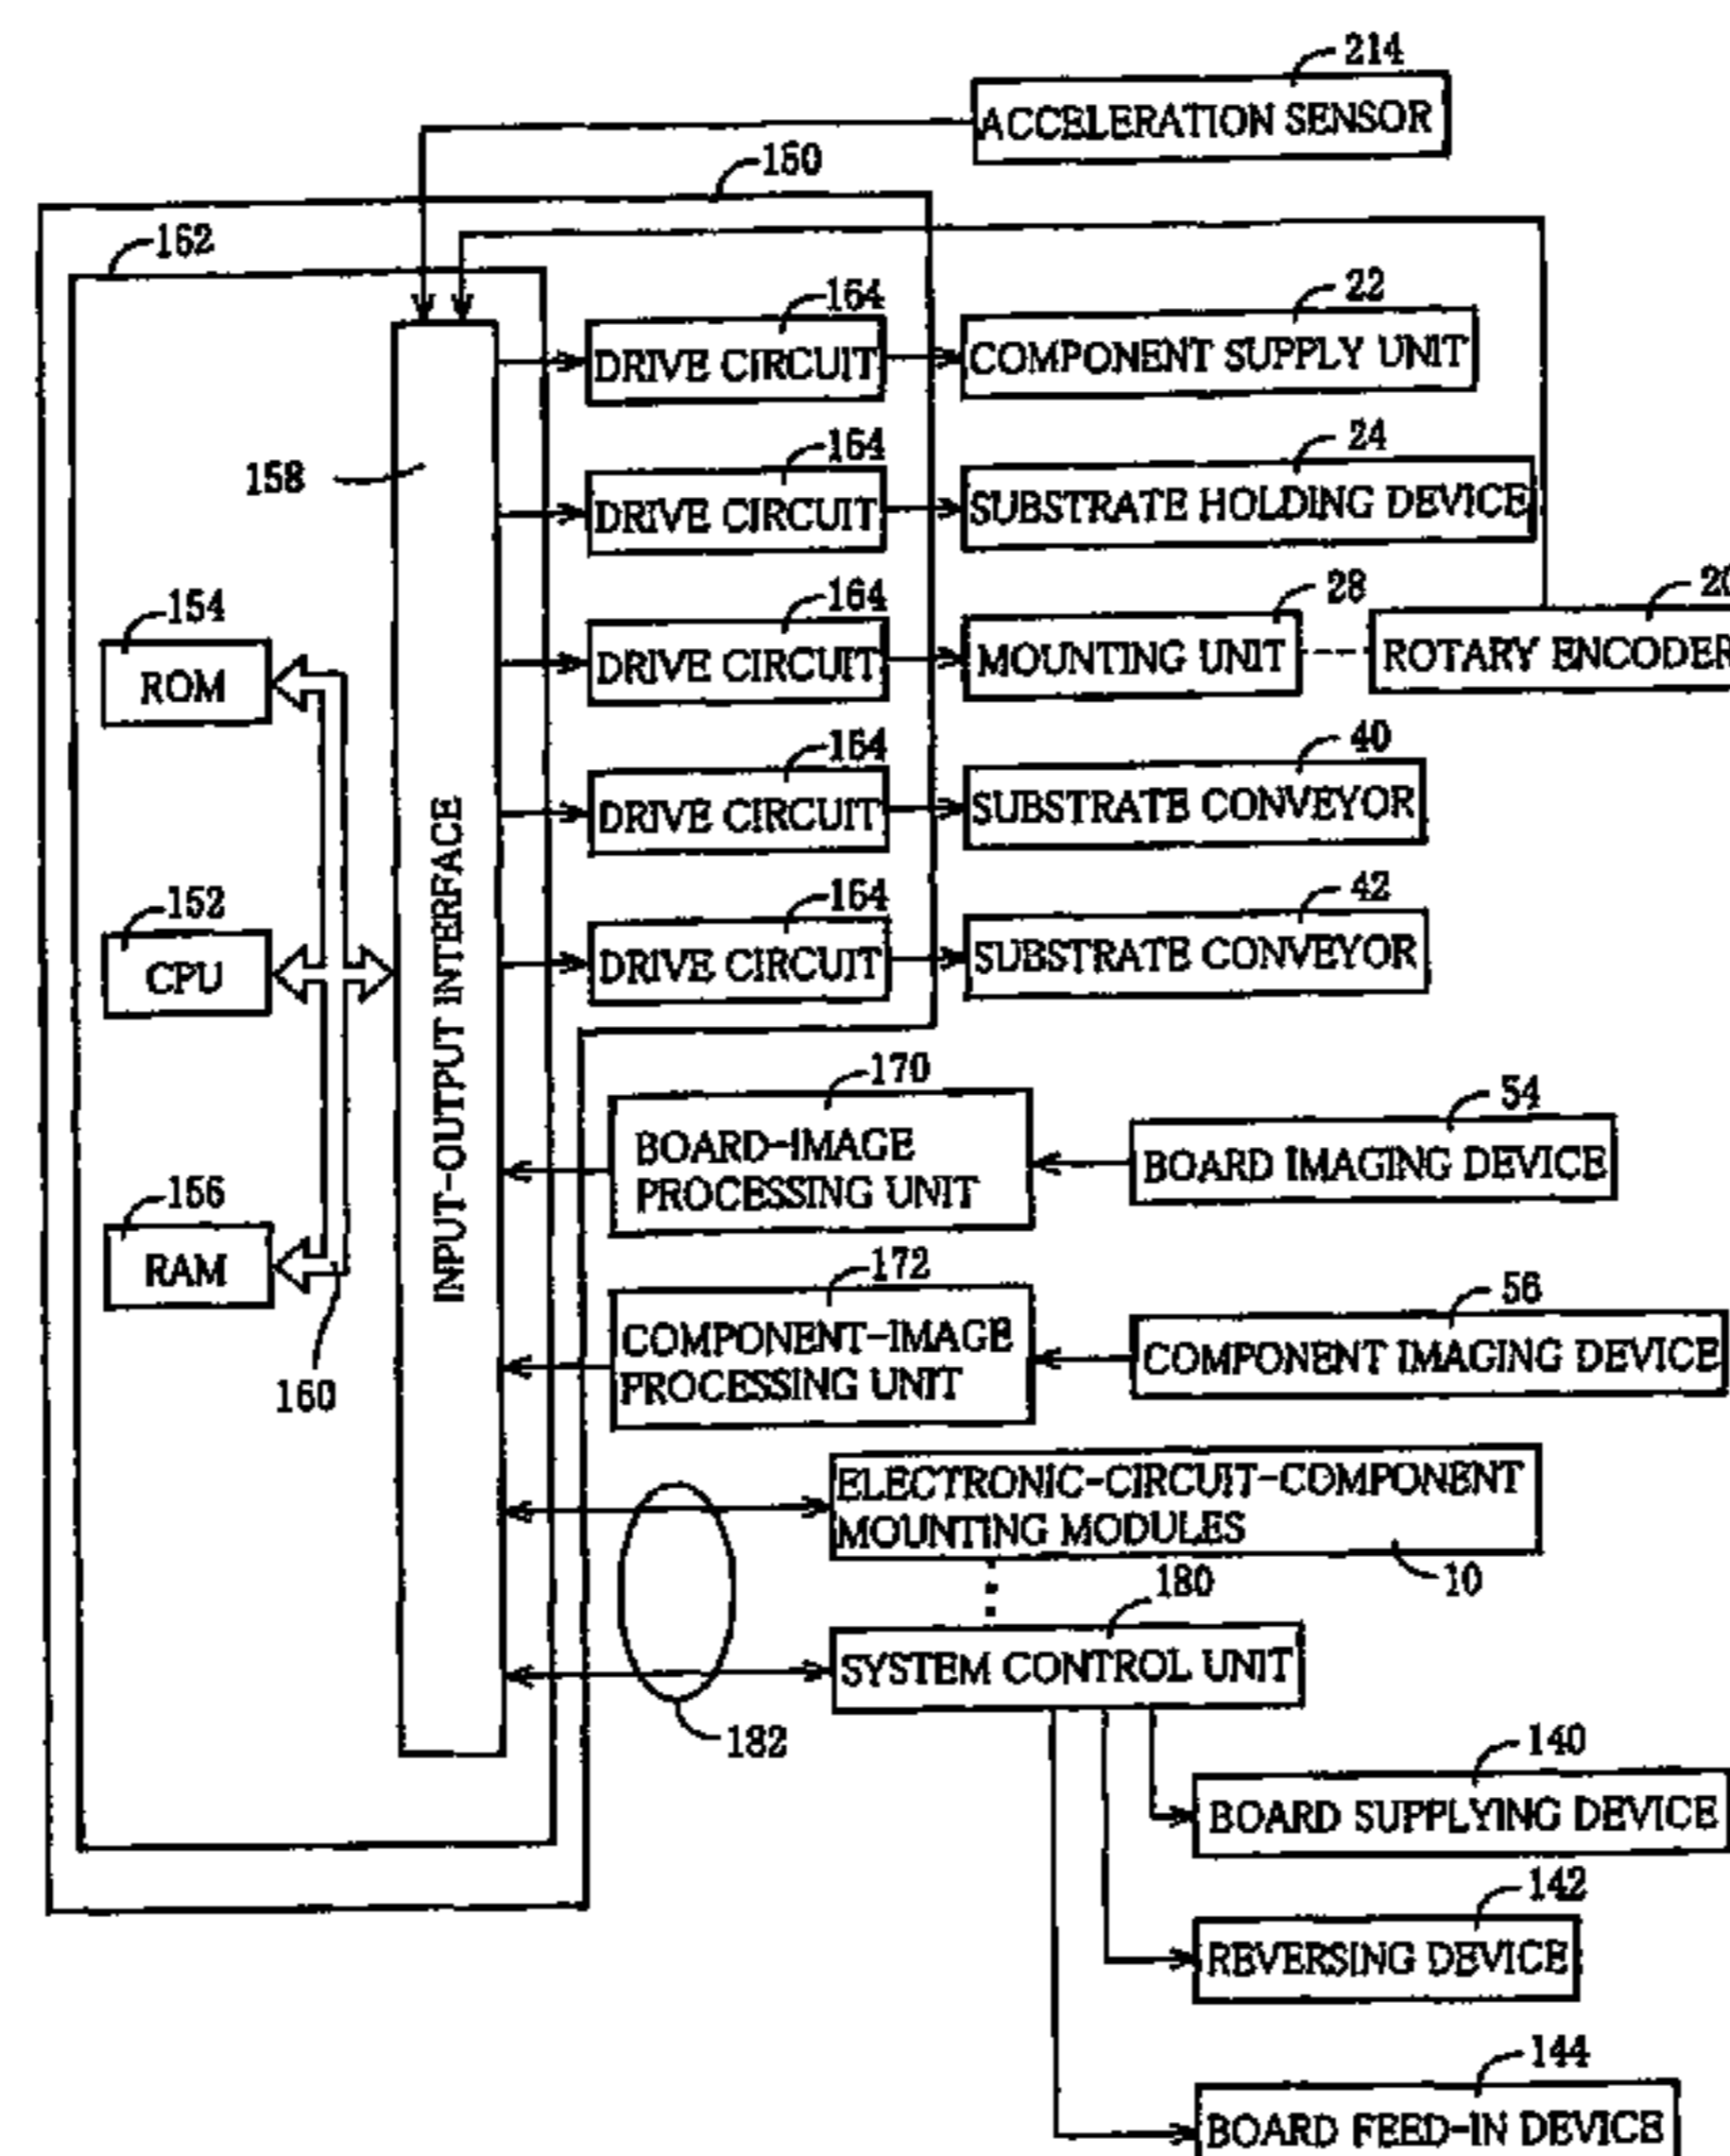 214
ACCELERATION SENSOR
150
162
164
22
DRIVE CIRCUIT
COMPONENT SUPPLY UNIT
158
164
24
DRIVE CIRCUIT
SUBSTRATE HOLDING DEVICE
154
164
28
20
ROM
DRIVE CIRCUIT
MOUNTING UNIT
ROTARY ENCODER
164
40
DRIVE CIRCUIT
SUBSTRATE CONVEYOR
152
164
42
CPU
DRIVE CIRCUIT
SUBSTRATE CONVEYOR
INPUT-OUTPUT INTERFACE
170
54
BOARD-IMAGE
PROCESSING UNIT
BOARD IMAGING DEVICE
156
RAM
172
56
COMPONENT-IMAGE
PROCESSING UNIT
COMPONENT IMAGING DEVICE
160
ELECTRONIC-CIRCUIT-COMPONENT
MOUNTING MODULES
10
180
SYSTEM CONTROL UNIT
182
140
BOARD SUPPLYING DEVICE
142
REVERSING DEVICE
144
BOARD FEED-IN DEVICE